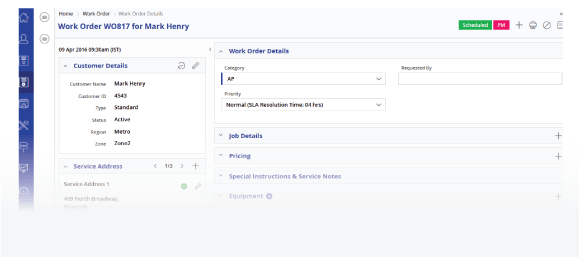 Home › Work Order › Work Order Details
Work Order WO817 for Mark Henry
Scheduled PM
09 Apr 2016 09:30am (IST)
Customer Details
Customer Name Mark Henry
Customer ID 4543
Type Standard
Status Active
Region Metro
Zone Zone2
Service Address 1/3
Service Address 1
409 North Broadway,
Work Order Details
Category Requested By
AP
Priority
Normal (SLA Resolution Time: 04 hrs)
Job Details
Pricing
Special Instructions & Service Notes
Equipment